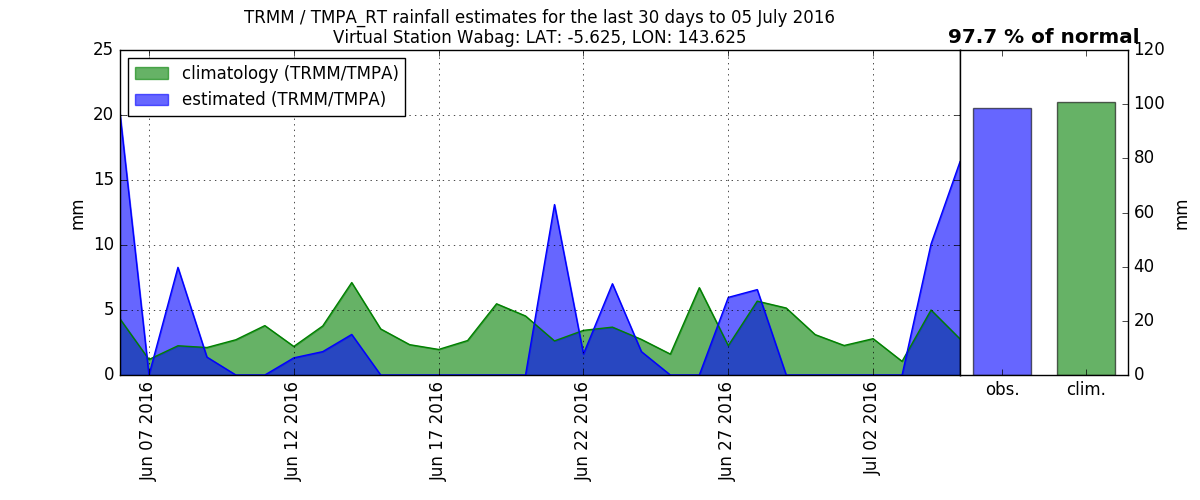 TRMM / TMPA_RT rainfall estimates for the last 30 days to 05 July 2016
Virtual Station Wabag: LAT: -5.625, LON: 143.625
97.7 % of normal
climatology (TRMM/TMPA)
estimated (TRMM/TMPA)
25
20
15
10
5
0
mm
Jun 07 2016
Jun 12 2016
Jun 17 2016
Jun 22 2016
Jun 27 2016
Jul 02 2016
obs.
clim.
120
100
80
60
40
20
0
mm